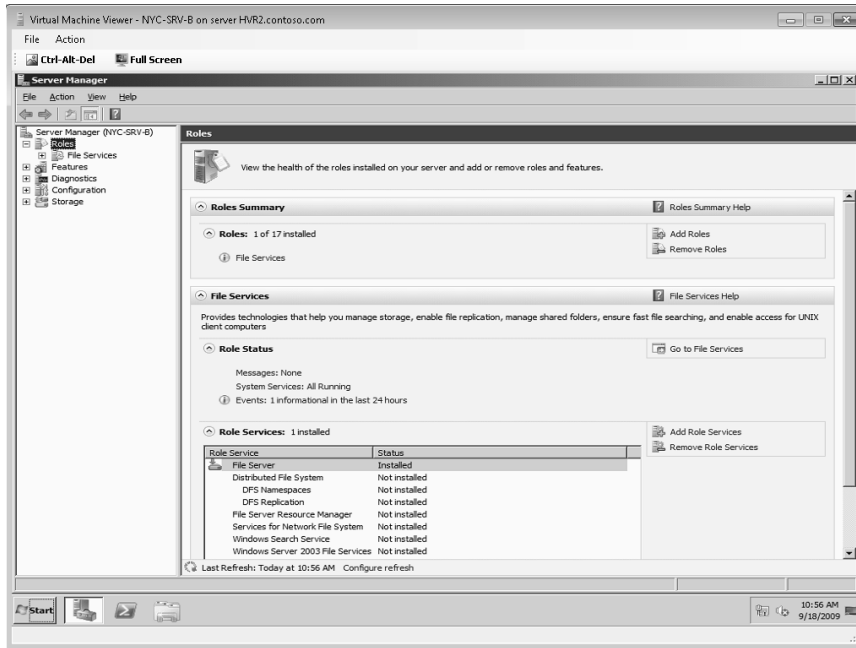 Virtual Machine Viewer - NYC-SRV-B on server HVR2.contoso.com
File Action
Ctrl-Alt-Del Full Screen
Server Manager
File Action View Help
Server Manager (NYC-SRV-B)
Roles
File Services
Features
Diagnostics
Configuration
Storage
Roles
View the health of the roles installed on your server and add or remove roles and features.
Roles Summary
Roles Summary Help
Roles: 1 of 17 installed
Add Roles
Remove Roles
File Services
File Services
File Services Help
Provides technologies that help you manage storage, enable file replication, manage shared folders, ensure fast file searching, and enable access for UNIX
client computers
Role Status
Go to File Services
Messages: None
System Services: All Running
Events: 1 informational in the last 24 hours
Role Services: 1 installed
Add Role Services
Remove Role Services
Role Service Status
File Server Installed
Distributed File System Not installed
DFS Namespaces Not installed
DFS Replication Not installed
File Server Resource Manager Not installed
Services for Network File System Not installed
Windows Search Service Not installed
Windows Server 2003 File Services Not installed
Last Refresh: Today at 10:56 AM Configure refresh
Start
10:56 AM
9/18/2009